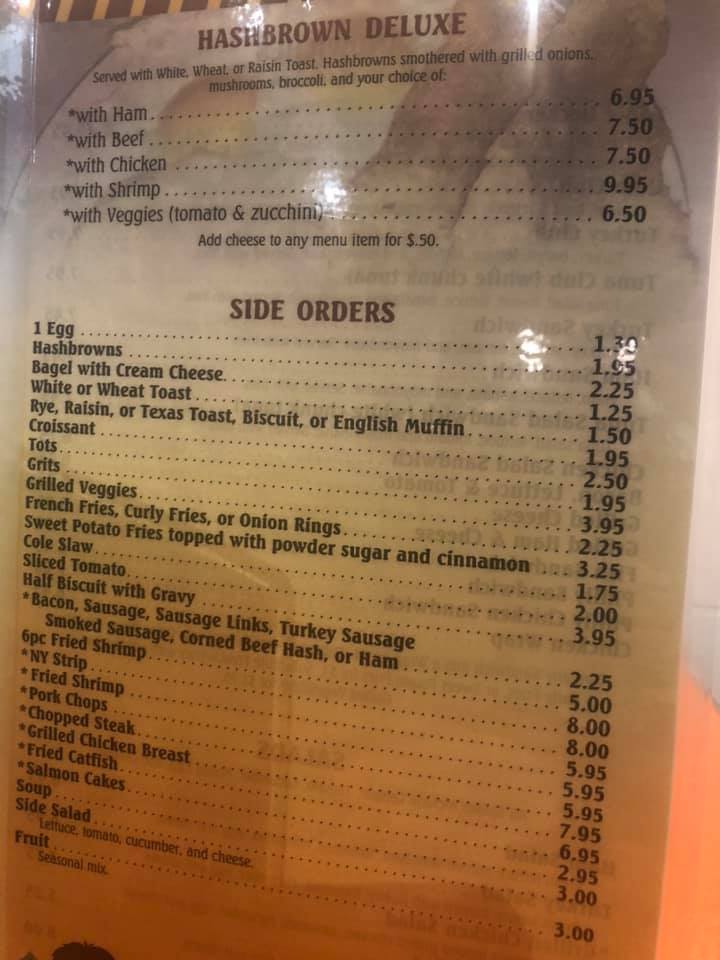 HASHBROWN DELUXE
Served with White, Wheat, or Raisin Toast. Hashbrowns smothered with grilled onions,
mushrooms, broccoli, and your choice of:
*with Ham 6.95
*with Beef 7.50
*with Chicken 7.50
*with Shrimp 9.95
*with Veggies (tomato & zucchini) 6.50
Add cheese to any menu item for $.50.
SIDE ORDERS
1 Egg 1.30
Hashbrowns 1.95
Bagel with Cream Cheese 2.25
White or Wheat Toast 1.25
Rye, Raisin, or Texas Toast, Biscuit, or English Muffin 1.50
Croissant 1.95
Tots 2.50
Grits 1.95
Grilled Veggies 3.95
French Fries, Curly Fries, or Onion Rings 2.25
Sweet Potato Fries topped with powder sugar and cinnamon 3.25
Cole Slaw 1.75
Sliced Tomato 2.00
Half Biscuit with Gravy 3.95
*Bacon, Sausage, Sausage Links, Turkey Sausage
Smoked Sausage, Corned Beef Hash, or Ham 2.25
6pc Fried Shrimp 5.00
*NY Strip 8.00
*Fried Shrimp 8.00
*Pork Chops 5.95
*Chopped Steak 5.95
*Grilled Chicken Breast 5.95
*Fried Catfish 7.95
*Salmon Cakes 6.95
Soup 2.95
Side Salad 3.00
Lettuce, tomato, cucumber, and cheese.
Fruit 3.00
Seasonal mix.